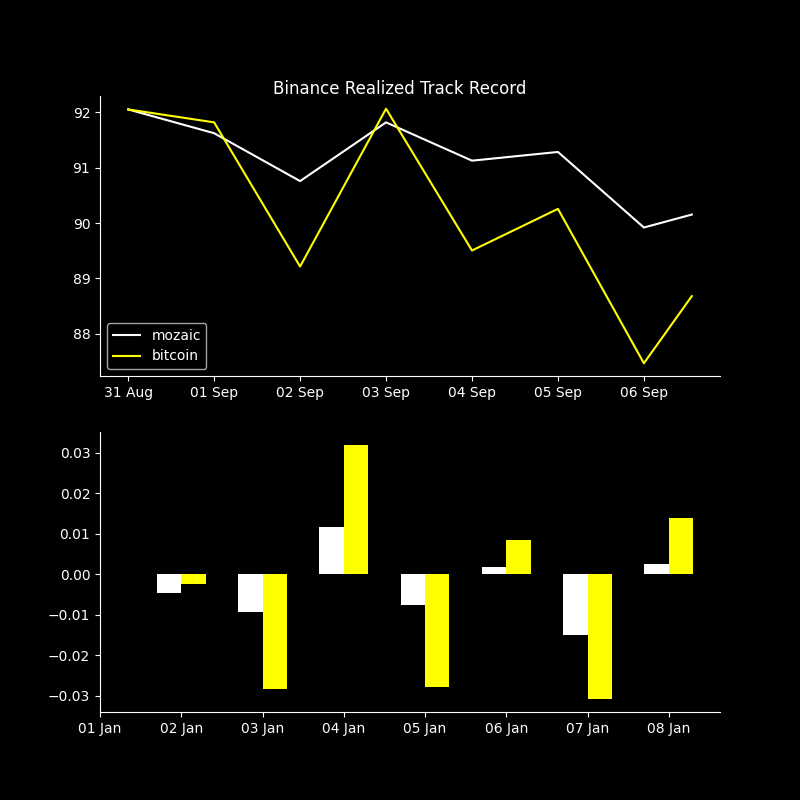 Binance Realized Track Record
92
91
90
89
88
mozaic
bitcoin
31 Aug 01 Sep 02 Sep 03 Sep 04 Sep 05 Sep 06 Sep
0.03
0.02
0.01
0.00
−0.01
−0.02
−0.03
01 Jan 02 Jan 03 Jan 04 Jan 05 Jan 06 Jan 07 Jan 08 Jan